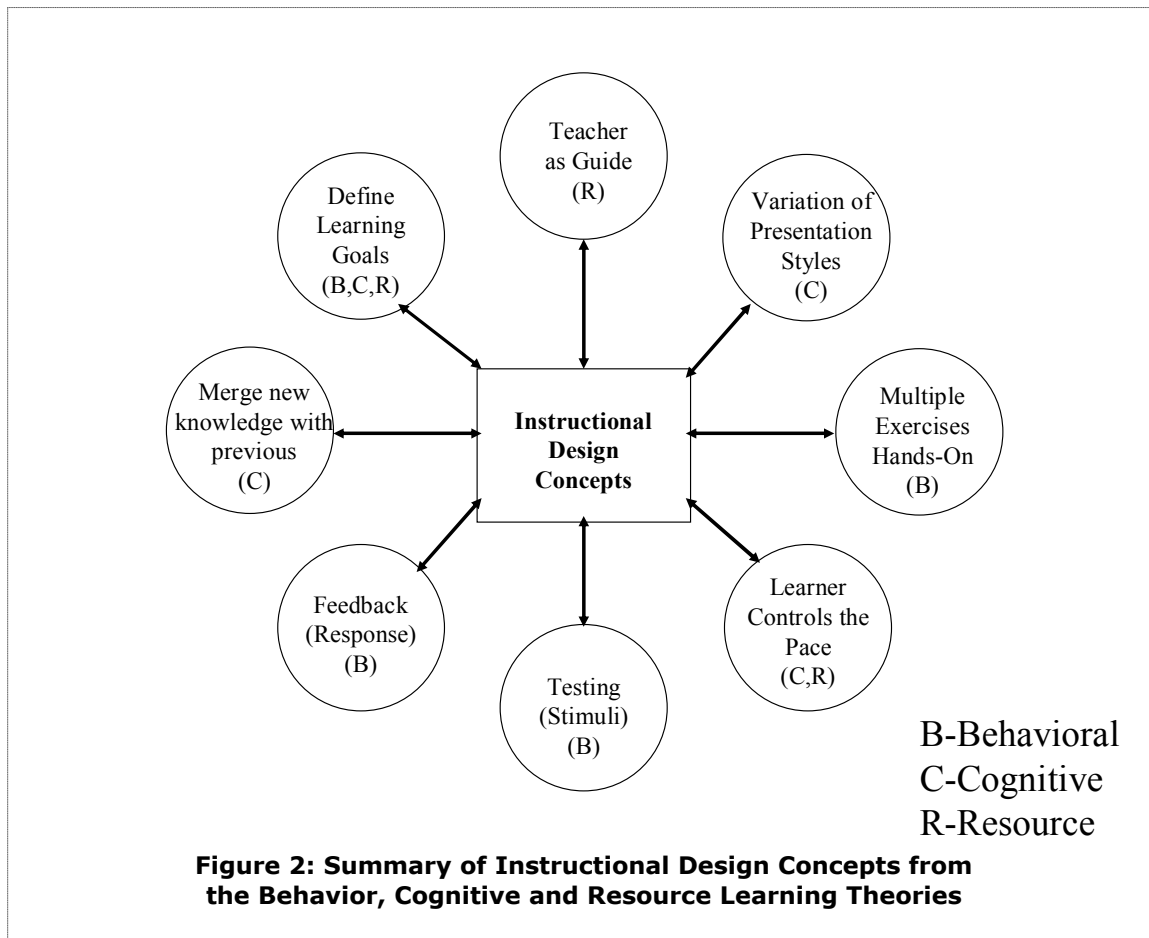 Teacher
as Guide
(R)
Define
Learning
Goals
(B,C,R)
Variation of
Presentation
Styles
(C)
Merge new
knowledge with
previous
(C)
Instructional
Design
Concepts
Multiple
Exercises
Hands-On
(B)
Feedback
(Response)
(B)
Testing
(Stimuli)
(B)
Learner
Controls the
Pace
(C,R)
B-Behavioral
C-Cognitive
R-Resource
Figure 2: Summary of Instructional Design Concepts from
the Behavior, Cognitive and Resource Learning Theories